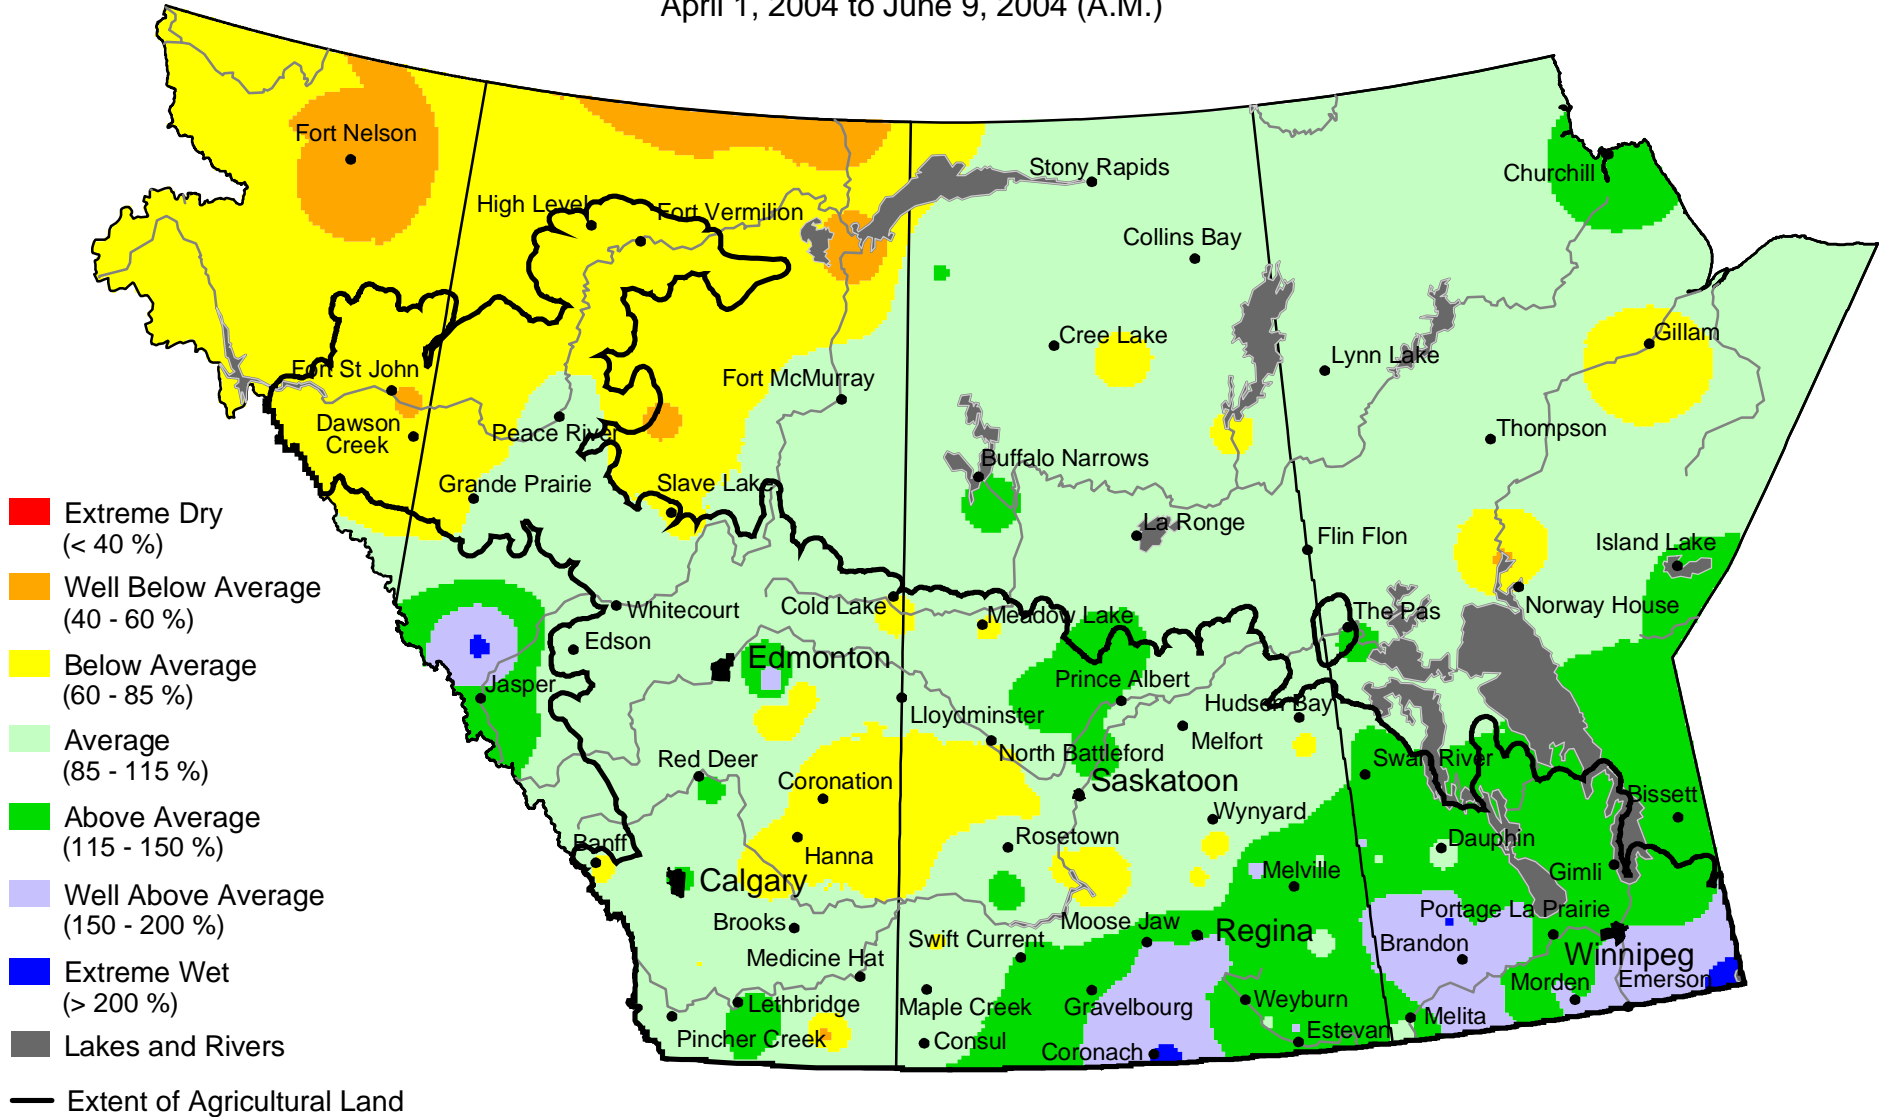 April 1, 2004 to June 9, 2004 (A.M.)
Fort Nelson
Stony Rapids
Churchill
High Level
Fort Vermilion
Collins Bay
Cree Lake
Gillam
Lynn Lake
Fort St John
Fort McMurray
Dawson
Creek
Peace River
Thompson
Buffalo Narrows
Grande Prairie
Slave Lake
La Ronge
Flin Flon
Island Lake
Whitecourt
Cold Lake
Meadow Lake
The Pas
Norway House
Edson
Edmonton
Jasper
Prince Albert
Hudson Bay
Lloydminster
Melfort
North Battleford
Red Deer
Swan River
Coronation
Saskatoon
Bissett
Wynyard
Banff
Hanna
Rosetown
Dauphin
Calgary
Melville
Gimli
Brooks
Moose Jaw
Regina
Portage La Prairie
Swift Current
Brandon
Winnipeg
Medicine Hat
Morden
Emerson
Lethbridge
Maple Creek
Gravelbourg
Weyburn
Melita
Pincher Creek
Consul
Coronach
Estevan
Extreme Dry
(< 40 %)
Well Below Average
(40 - 60 %)
Below Average
(60 - 85 %)
Average
(85 - 115 %)
Above Average
(115 - 150 %)
Well Above Average
(150 - 200 %)
Extreme Wet
(> 200 %)
Lakes and Rivers
Extent of Agricultural Land